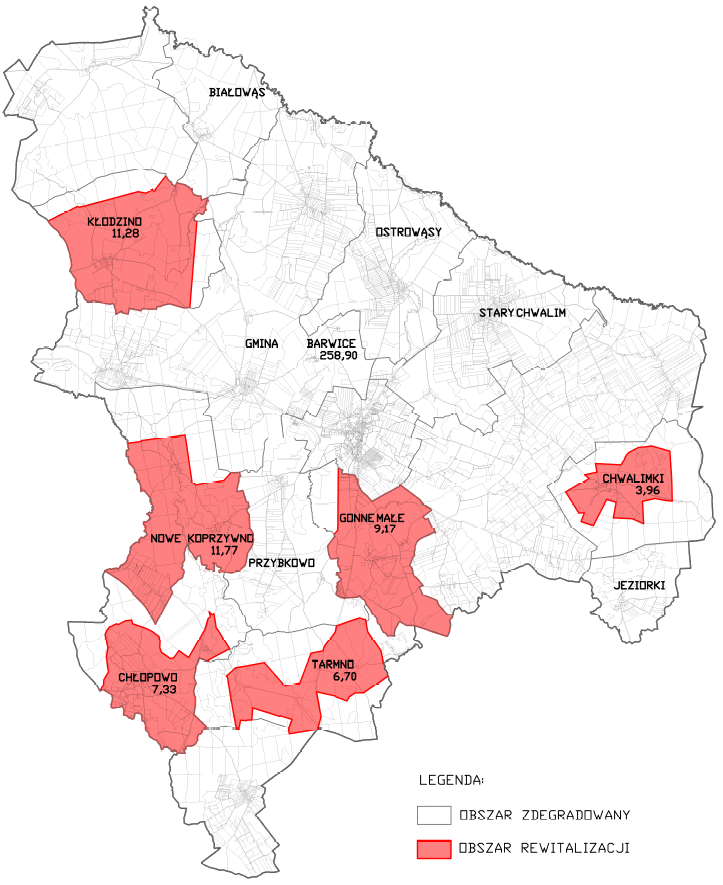 BIAŁOWĄS
KŁODZINO
11,28
OSTROWĄSY
STARY CHWALIM
GMINA BARWICE
258,90
CHWALIMKI
3,96
GONNE MAŁE
9,17
NOWE KOPRZYWNO
11,77
PRZYBKOWO
JEZIORKI
TARMNO
6,70
CHŁOPOWO
7,33
LEGENDA:
OBSZAR ZDEGRADOWANY
OBSZAR REWITALIZACJI